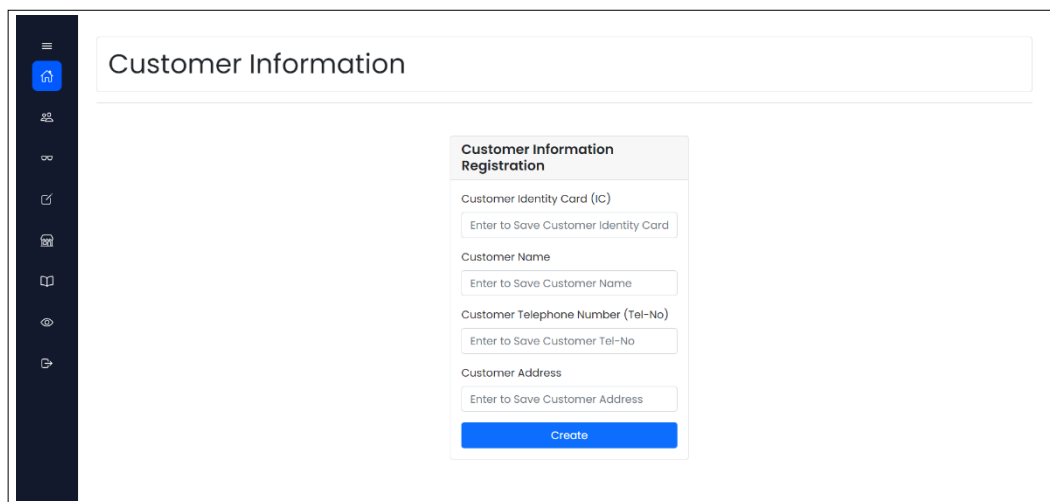 Customer Information
Customer Information
Registration
Customer Identity Card (IC)
Enter to Save Customer Identity Card
Customer Name
Enter to Save Customer Name
Customer Telephone Number (Tel-No)
Enter to Save Customer Tel-No
Customer Address
Enter to Save Customer Address
Create